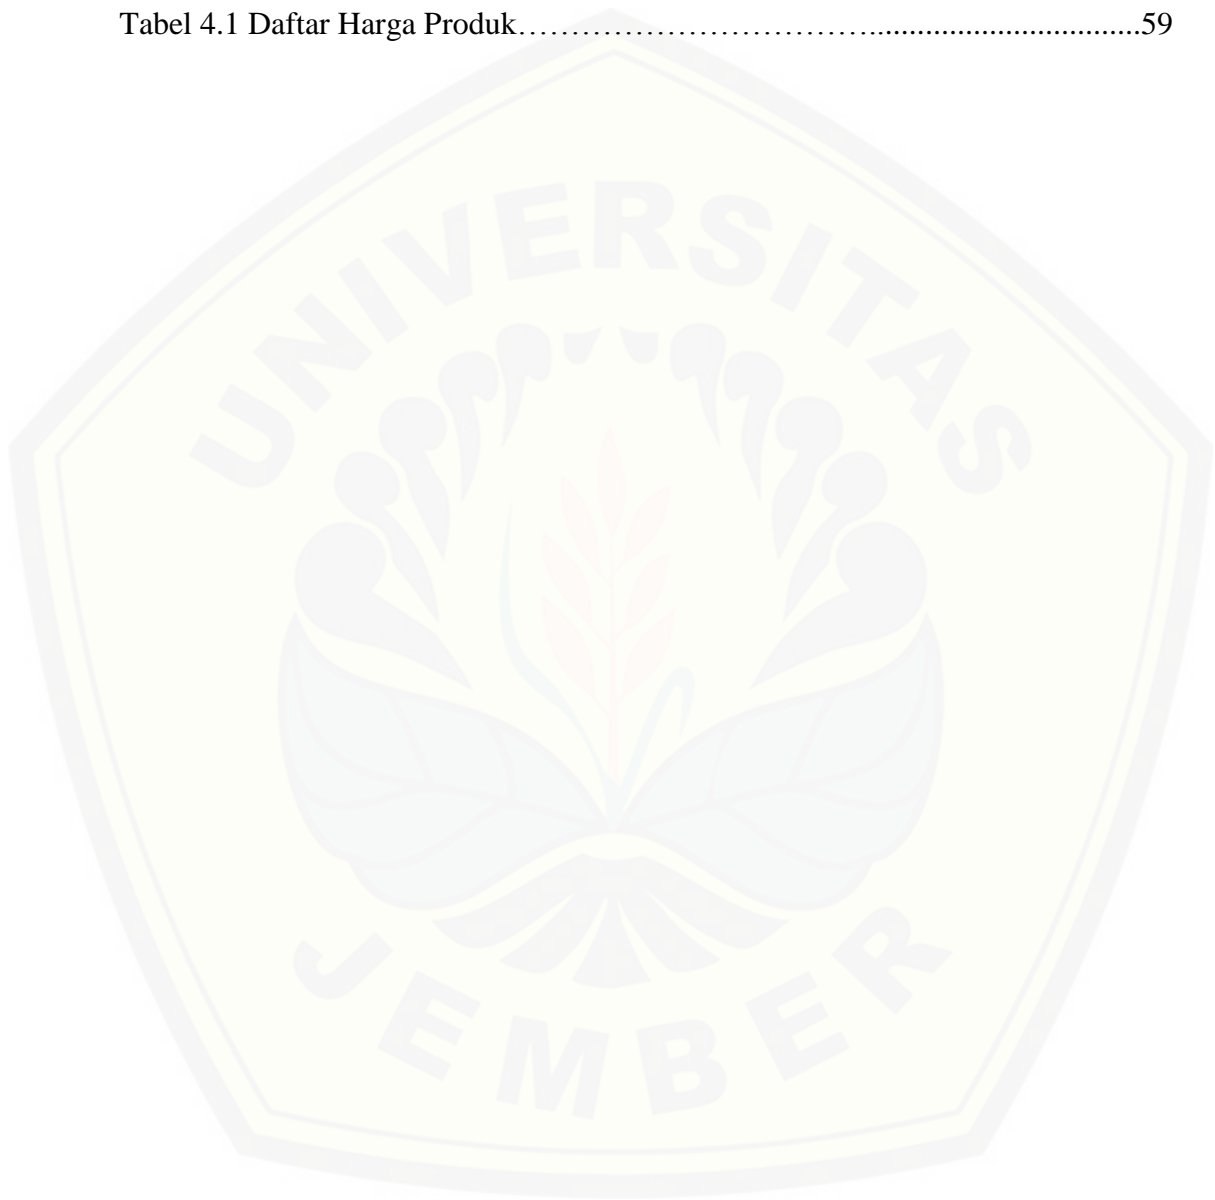 Tabel 4.1 Daftar Harga Produk……………………………..................................59
UNIVERSITAS
JEMBER